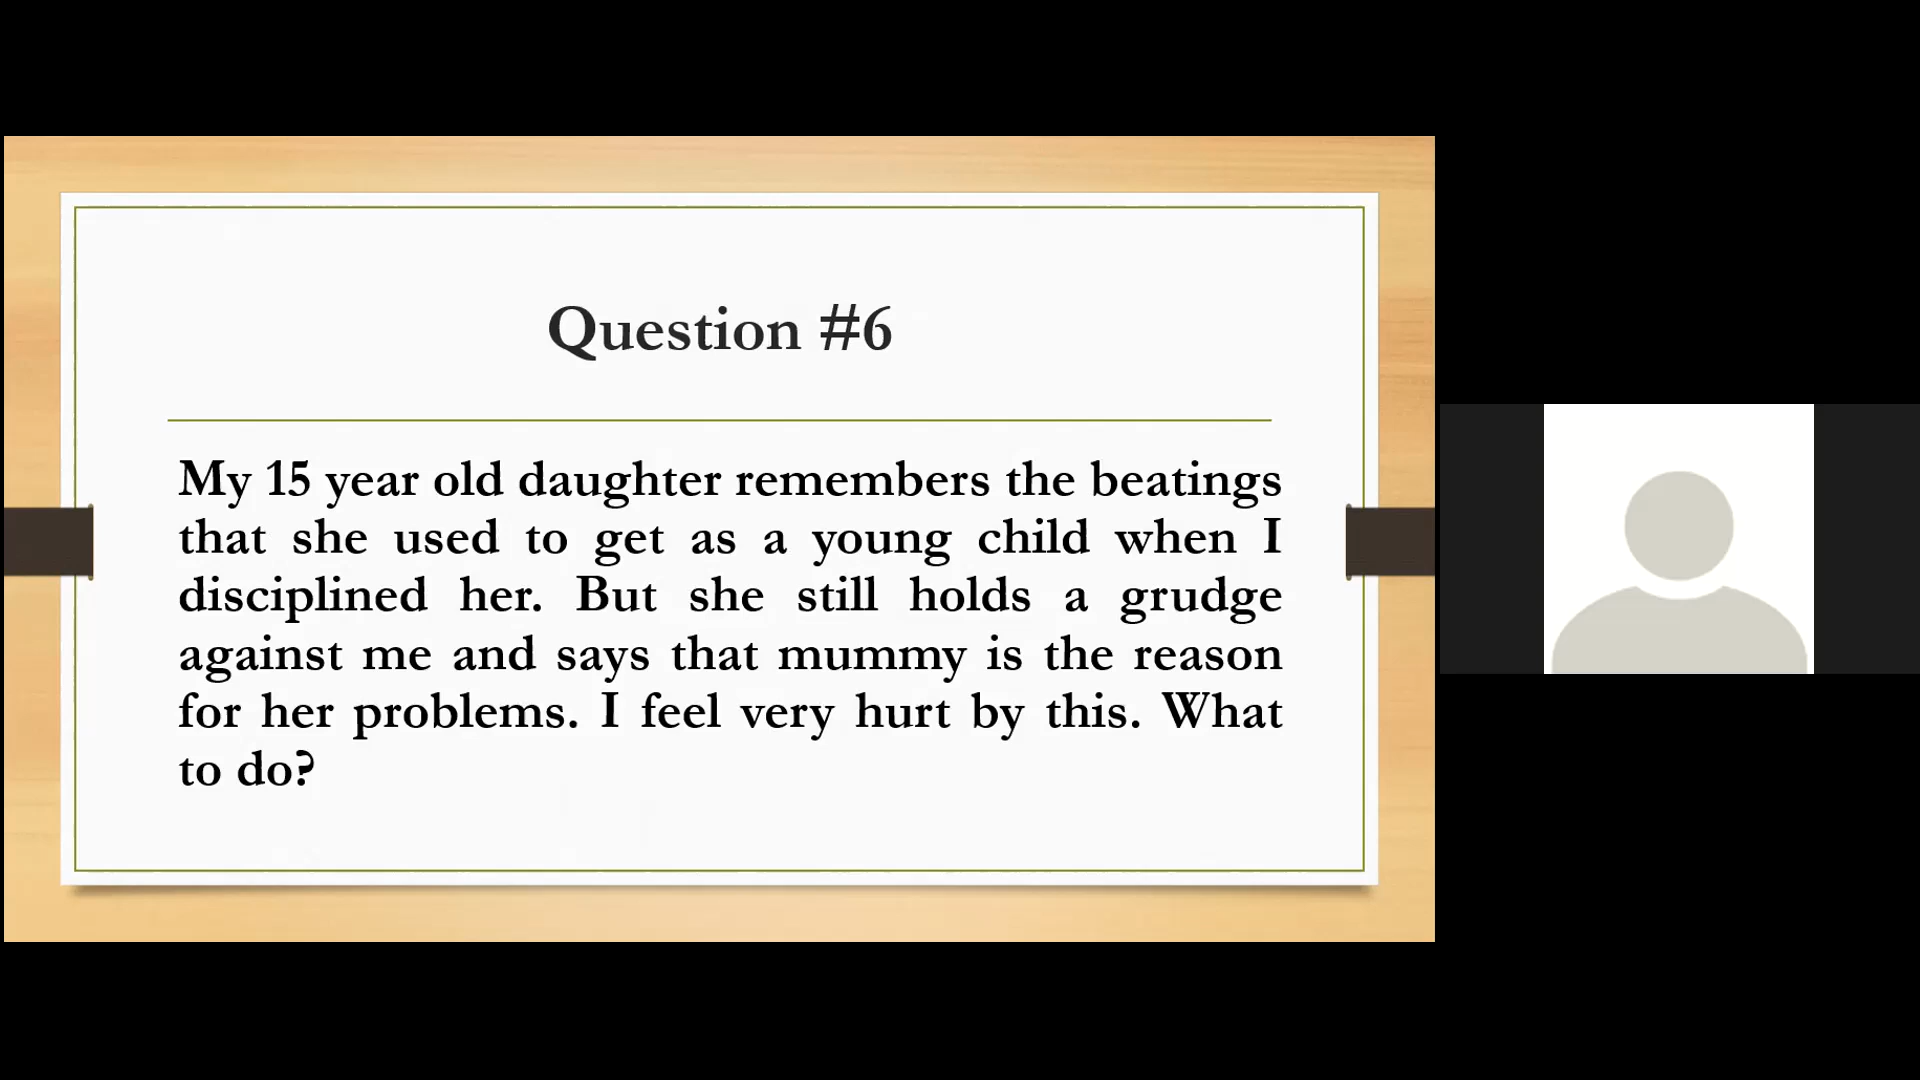 Question #6
My 15 year old daughter remembers the beatings
that she used to get as a young child when I
disciplined her. But she still holds a grudge
against me and says that mummy is the reason
for her problems. I feel very hurt by this. What
to do?